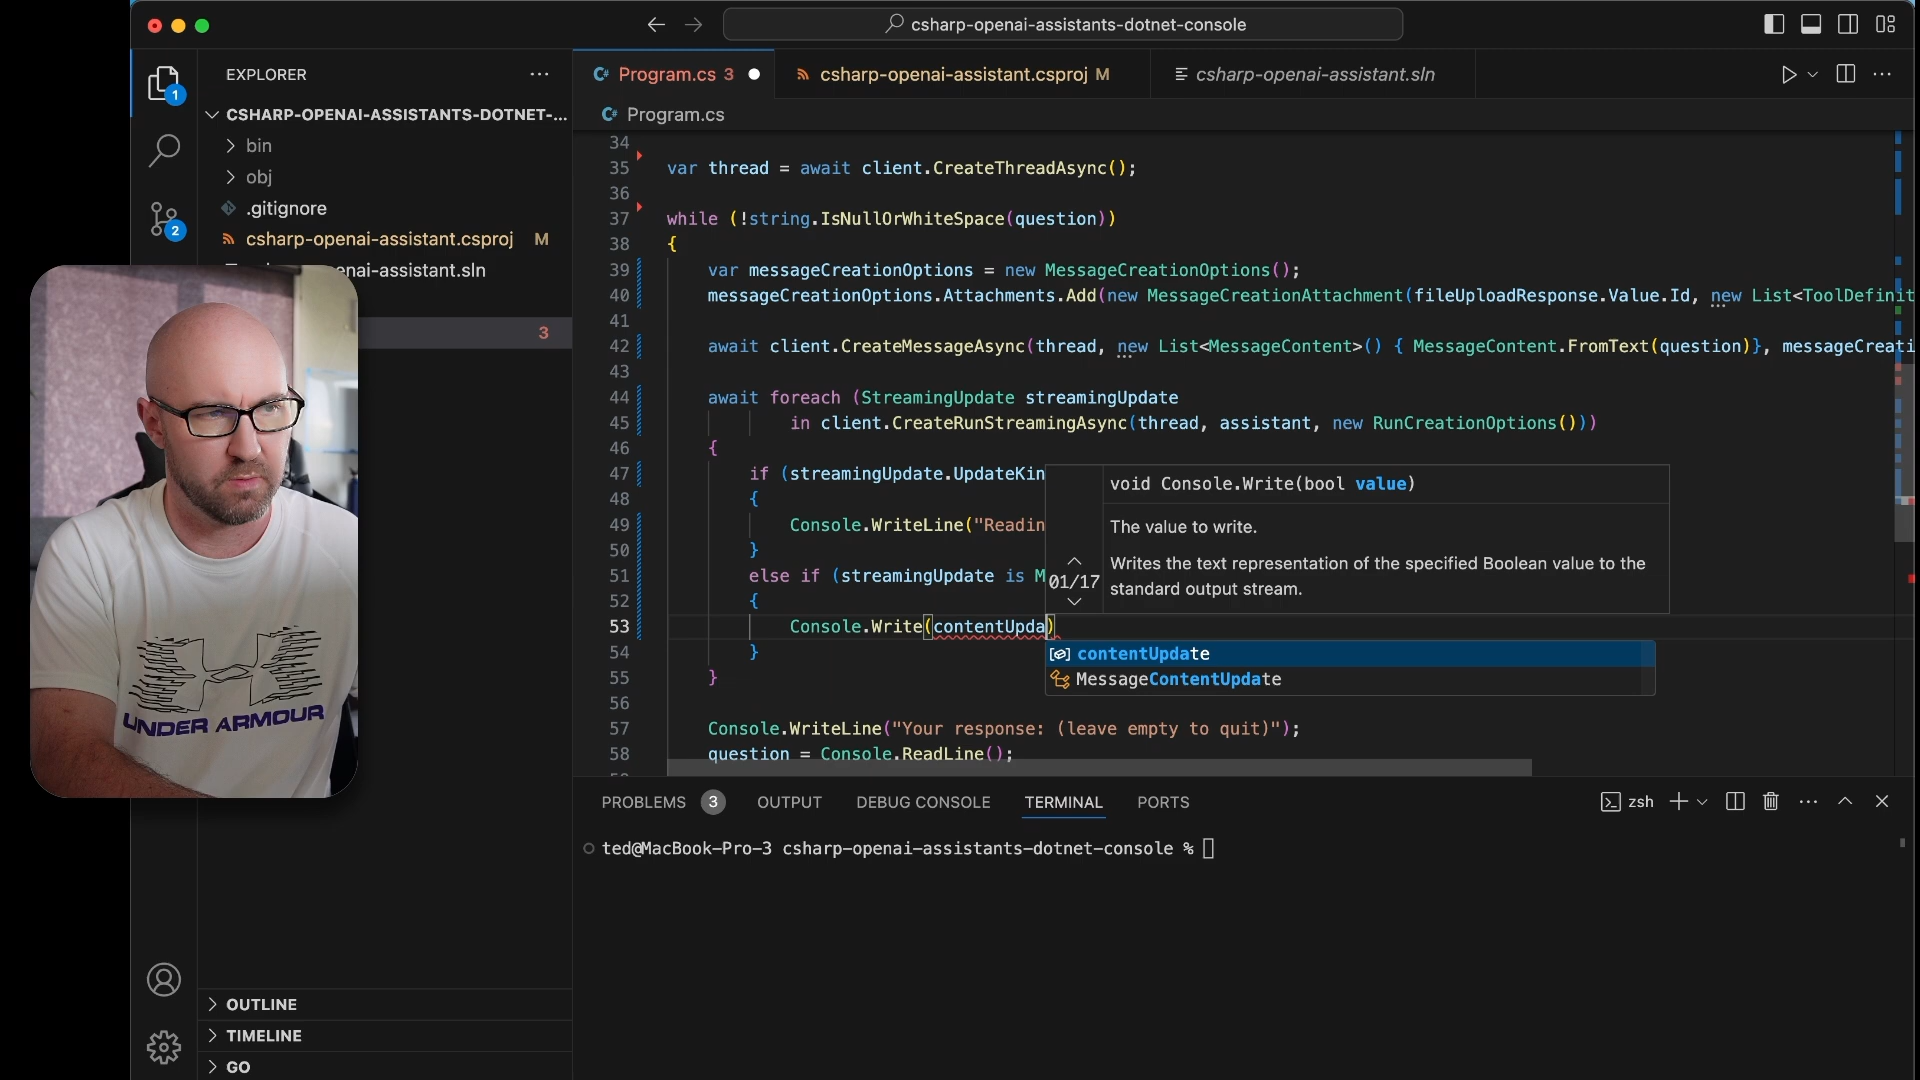 csharp-openai-assistants-dotnet-console
EXPLORER
1
CSHARP-OPENAI-ASSISTANTS-DOTNET-...
bin
obj
.gitignore
csharp-openai-assistant.csproj M
enai-assistant.sln
2
3
UNDER ARMOUR
OUTLINE
TIMELINE
GO
C# Program.cs 3
csharp-openai-assistant.csproj M
csharp-openai-assistant.sln
C# Program.cs
34
35 var thread = await client.CreateThreadAsync();
36
37 while (!string.IsNullOrWhiteSpace(question))
38 {
39 var messageCreationOptions = new MessageCreationOptions();
40 messageCreationOptions.Attachments.Add(new MessageCreationAttachment(fileUploadResponse.Value.Id, new List<ToolDefinit
41
42 await client.CreateMessageAsync(thread, new List<MessageContent>() { MessageContent.FromText(question)}, messageCreati
43
44 await foreach (StreamingUpdate streamingUpdate
45 in client.CreateRunStreamingAsync(thread, assistant, new RunCreationOptions()))
46 {
47 if (streamingUpdate.UpdateKin
48 {
49 Console.WriteLine("Readin
50 }
51 else if (streamingUpdate is M
52 {
53 Console.Write(contentUpda)
54 }
55 }
56
57 Console.WriteLine("Your response: (leave empty to quit)");
58 question = Console.ReadLine();
void Console.Write(bool value)
The value to write.
01/17
Writes the text representation of the specified Boolean value to the
standard output stream.
contentUpdate
MessageContentUpdate
PROBLEMS 3 OUTPUT DEBUG CONSOLE TERMINAL PORTS
zsh
ted@MacBook-Pro-3 csharp-openai-assistants-dotnet-console %